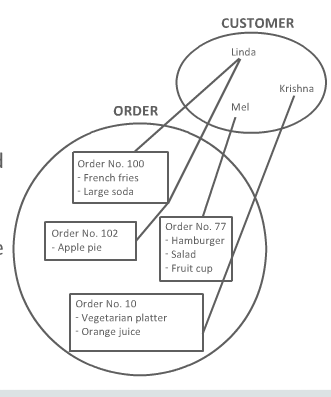 CUSTOMER
Linda
Krishna
Mel
ORDER
Order No. 100
- French fries
- Large soda
Order No. 102
- Apple pie
Order No. 77
- Hamburger
- Salad
- Fruit cup
Order No. 10
- Vegetarian platter
- Orange juice